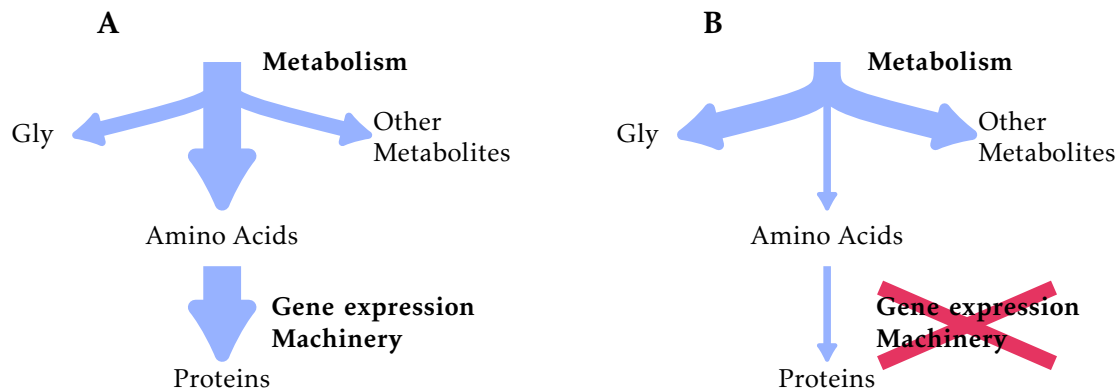 A
Metabolism
Gly
Other
Metabolites
Amino Acids
Gene expression
Machinery
Proteins
B
Metabolism
Gly
Other
Metabolites
Amino Acids
Gene expression
Machinery
Proteins